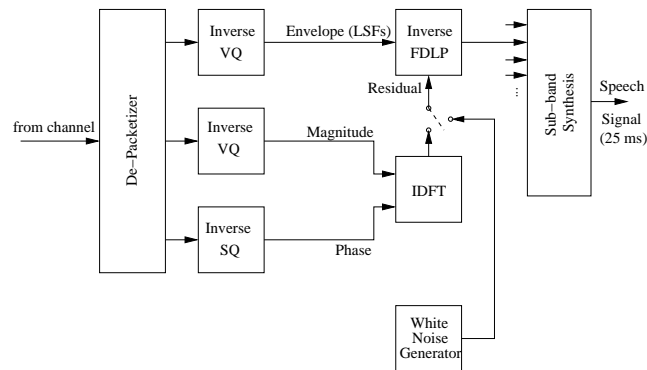 Inverse
VQ
Envelope (LSFs)
Inverse
FDLP
Residual
...
Sub−band
Synthesis
Speech
Signal
(25 ms)
from channel
De−Packetizer
Inverse
VQ
Magnitude
IDFT
Inverse
SQ
Phase
White
Noise
Generator